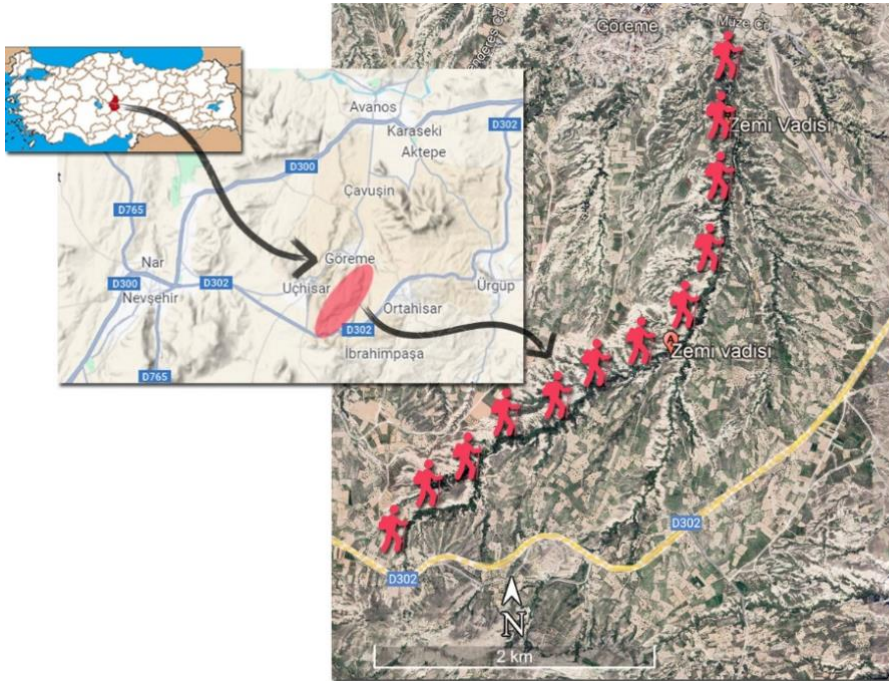 Avanos
D302
Karaseki
Aktepe
D300
Çavuşin
D765
Göreme
Nar
D300
D302
Uçhisar
Ürgüp
Nevşehir
Ortahisar
D302
İbrahimpaşa
D765
Göreme
Müze Cd.
Zemi Vadisi
A
Zemi vadisi
D302
D302
N
2 km